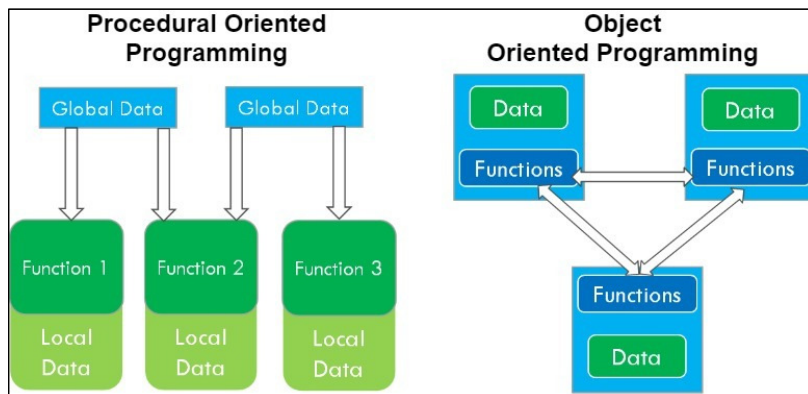 Procedural Oriented
Programming
Global Data
Global Data
Function 1
Function 2
Function 3
Local
Data
Local
Data
Local
Data
Object
Oriented Programming
Data
Functions
Data
Functions
Functions
Data